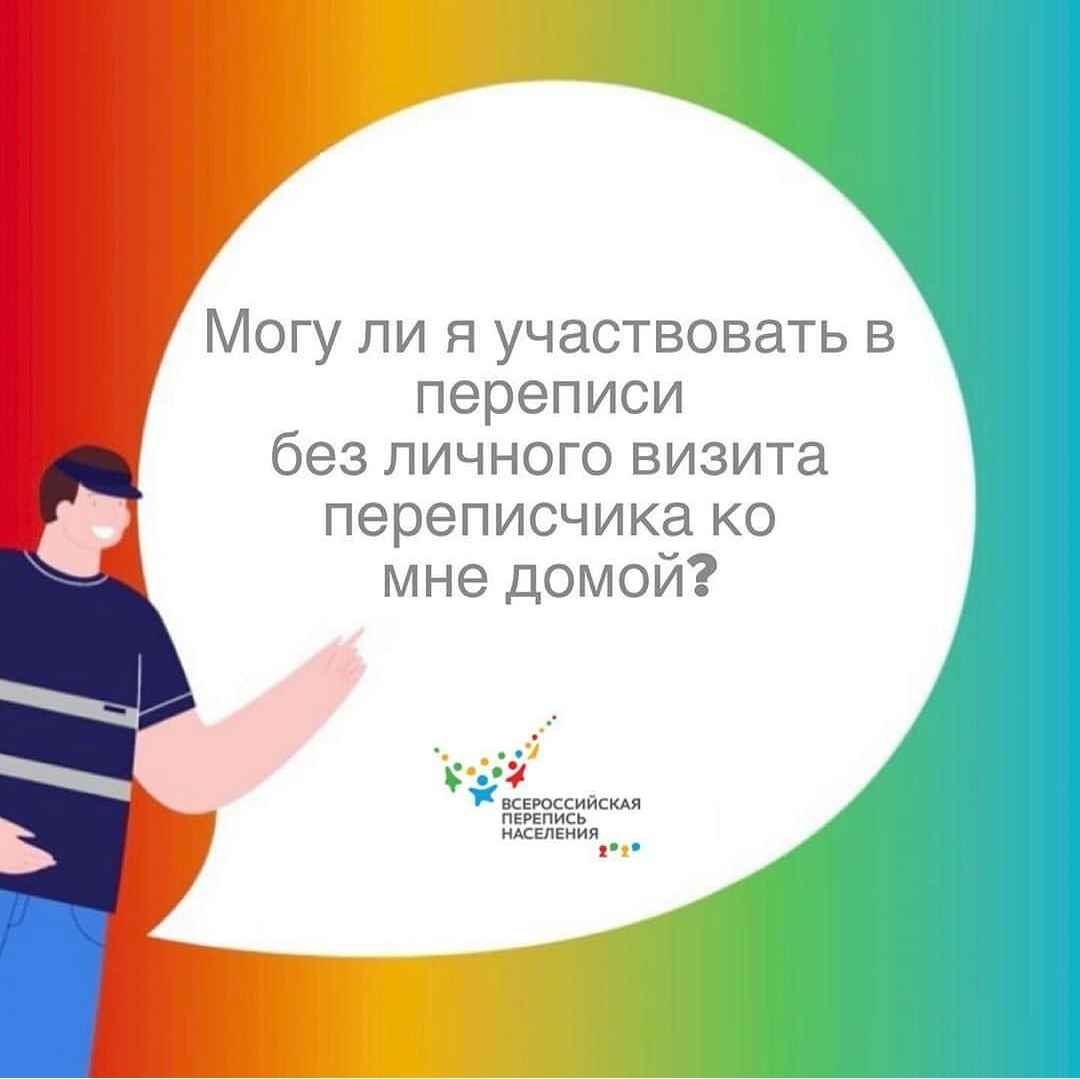 Могу ли я участвовать в
переписи
без личного визита
переписчика ко
мне домой?
ВСЕРОССИЙСКАЯ
ПЕРЕПИСЬ
НАСЕЛЕНИЯ
2020